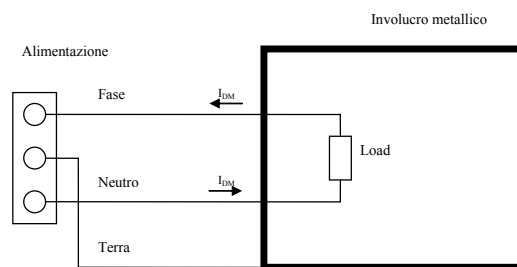 Involucro metallico
Alimentazione
Fase
I_DM
Load
Neutro
I_DM
Terra